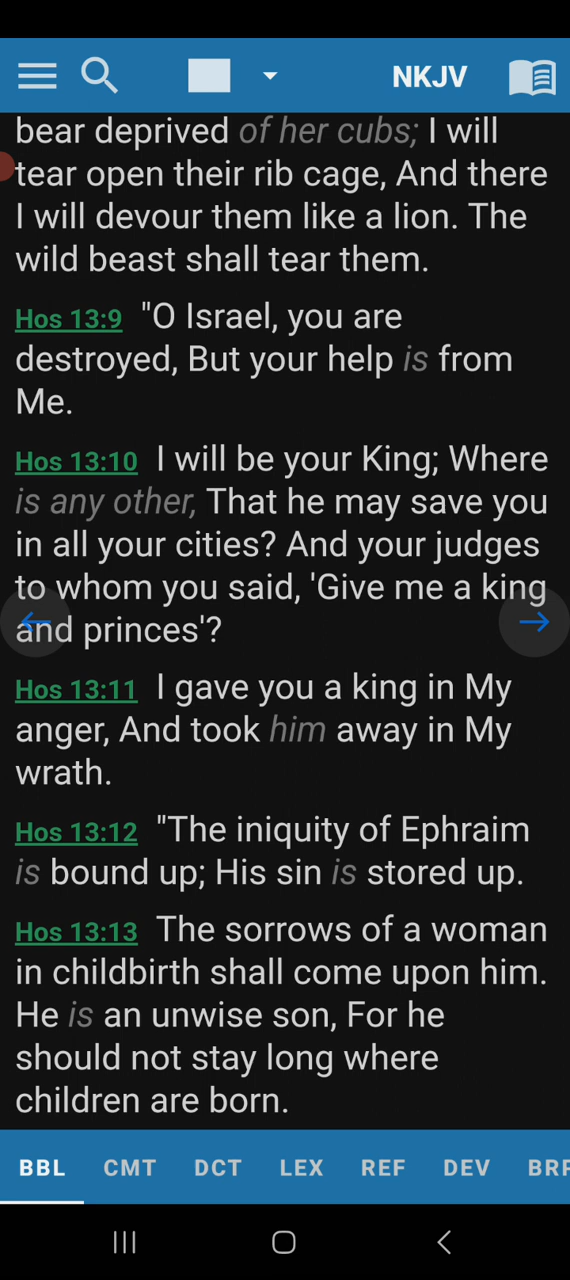 NKJV
bear deprived of her cubs; I will
tear open their rib cage, And there
I will devour them like a lion. The
wild beast shall tear them.
Hos 13:9 "O Israel, you are
destroyed, But your help is from
Me.
Hos 13:10 I will be your King; Where
is any other, That he may save you
in all your cities? And your judges
to whom you said, 'Give me a king
and princes'?
Hos 13:11 I gave you a king in My
anger, And took him away in My
wrath.
Hos 13:12 "The iniquity of Ephraim
is bound up; His sin is stored up.
Hos 13:13 The sorrows of a woman
in childbirth shall come upon him.
He is an unwise son, For he
should not stay long where
children are born.
BBL CMT DCT LEX REF DEV